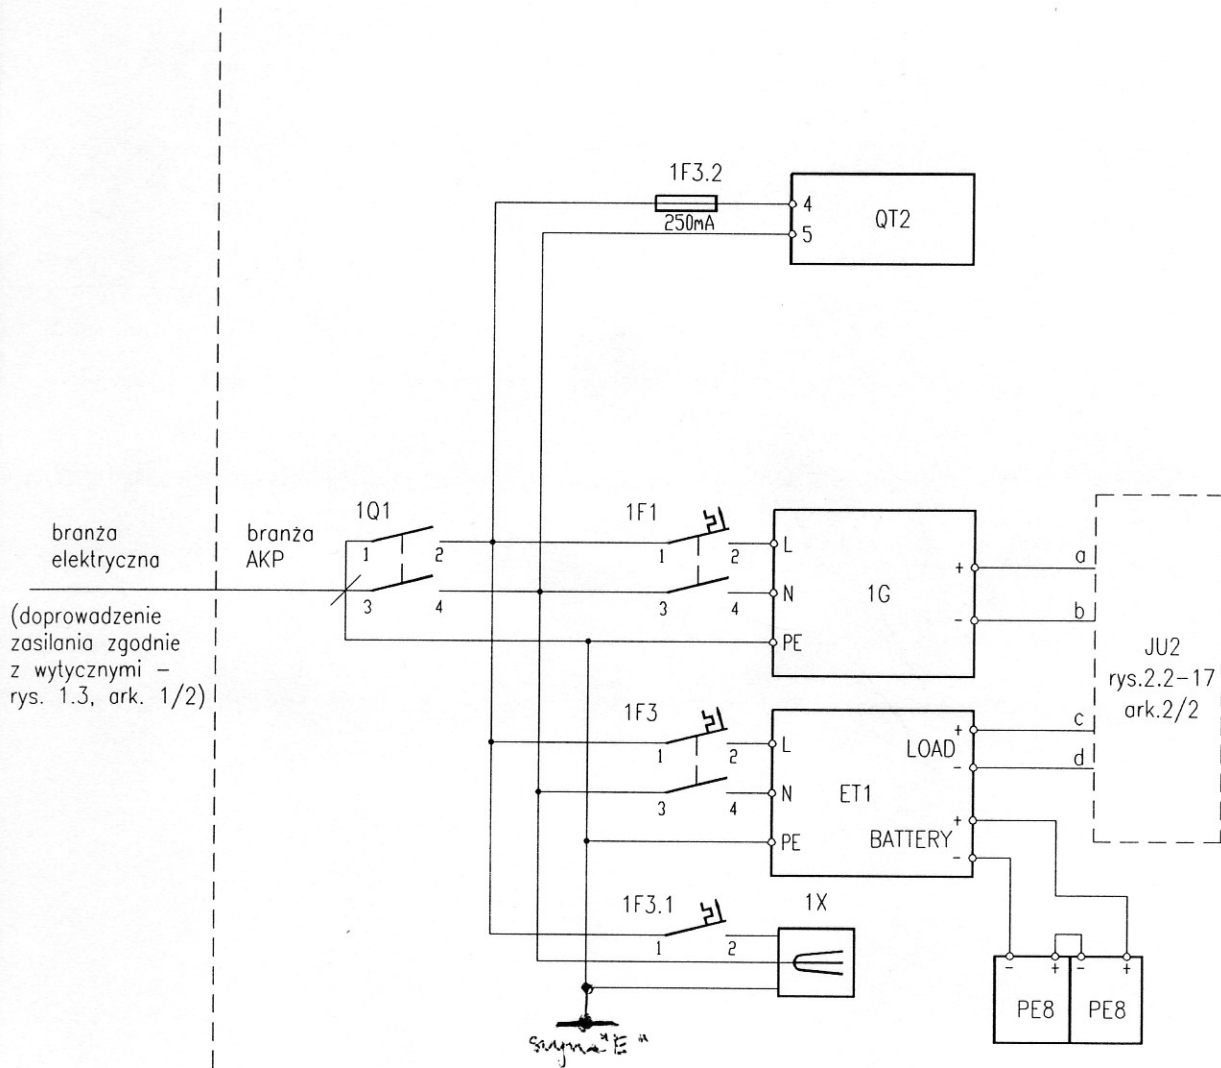 1F3.2
4
250mA
5
QT2
1Q1
1F1
branża
elektryczna
branża
AKP
1
2
3
4
1
2
3
4
L
N
PE
1G
+
-
a
b
(doprowadzenie
zasilania zgodnie
z wytycznymi –
rys. 1.3, ark. 1/2)
JU2
rys.2.2-17
ark.2/2
1F3
1
2
3
4
L
N
PE
ET1
LOAD
+
-
c
d
BATTERY
+
-
1F3.1
1
2
1X
-
+
-
+
PE8
PE8
szyna "E"